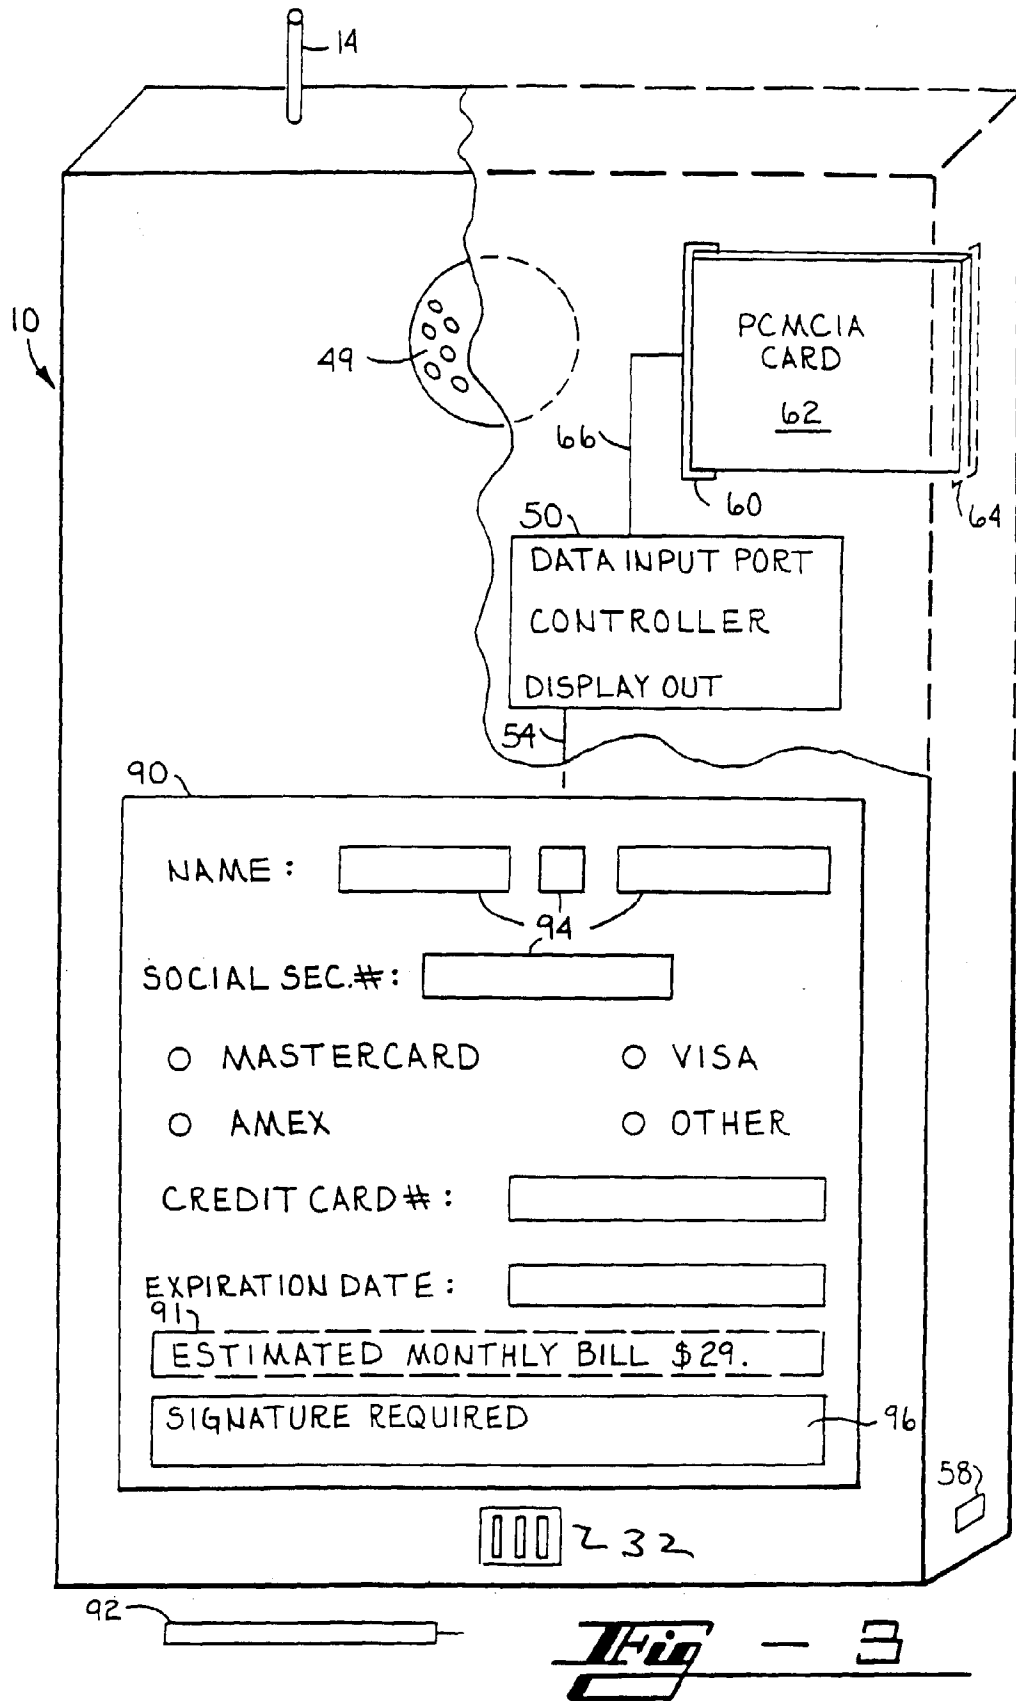 14
10
49
PCMCIA
CARD
62
66
60
64
50
DATA INPUT PORT
CONTROLLER
DISPLAY OUT
54
90
NAME:
94
SOCIAL SEC.#:
MASTERCARD
VISA
AMEX
OTHER
CREDIT CARD#:
EXPIRATION DATE:
91
ESTIMATED MONTHLY BILL $29.
SIGNATURE REQUIRED
96
58
32
92
Fig - 3